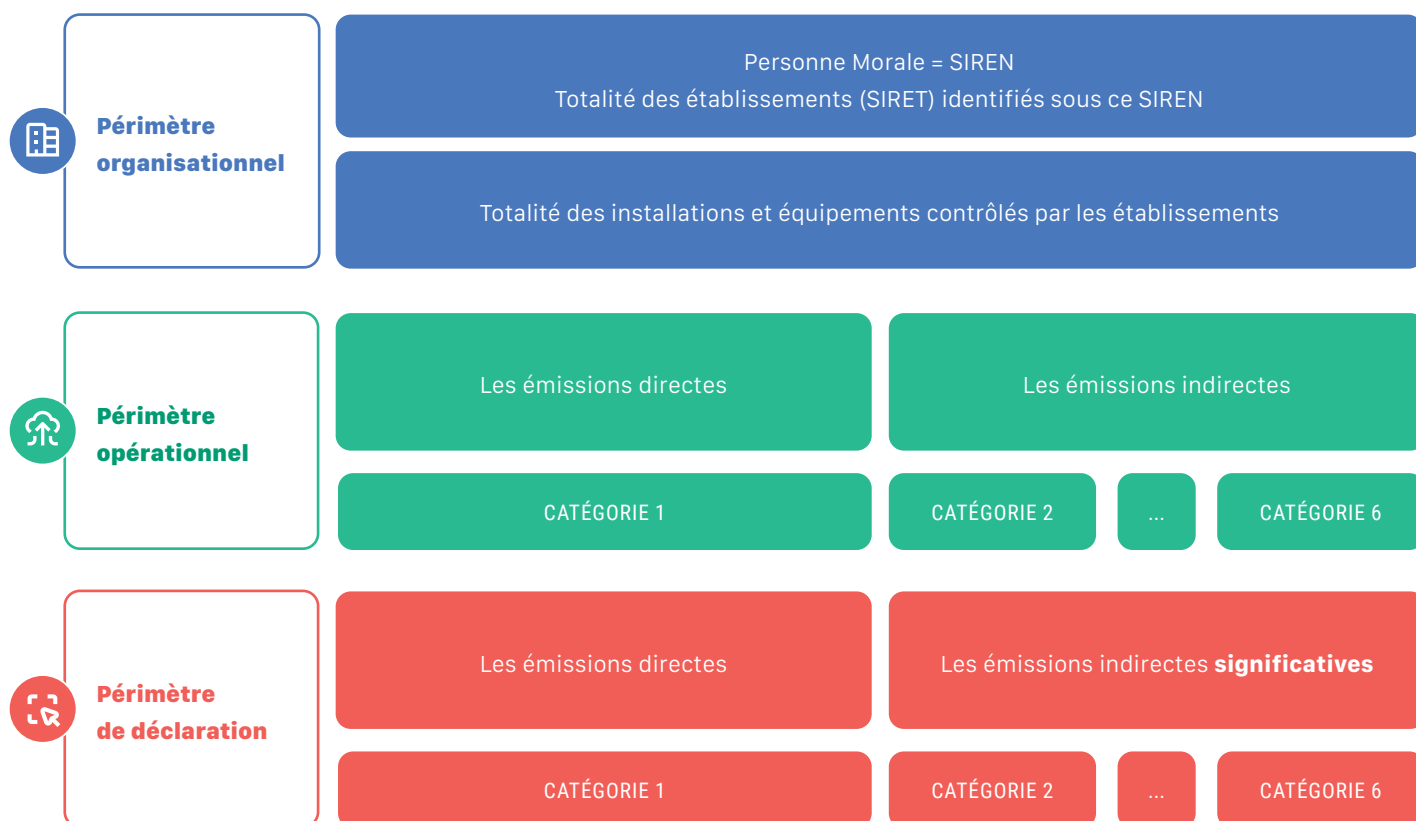 Périmètre
organisationnel
Personne Morale = SIREN
Totalité des établissements (SIRET) identifiés sous ce SIREN
Totalité des installations et équipements contrôlés par les établissements
Périmètre
opérationnel
Les émissions directes
Les émissions indirectes
CATÉGORIE 1
CATÉGORIE 2
...
CATÉGORIE 6
Périmètre
de déclaration
Les émissions directes
Les émissions indirectes significatives
CATÉGORIE 1
CATÉGORIE 2
...
CATÉGORIE 6